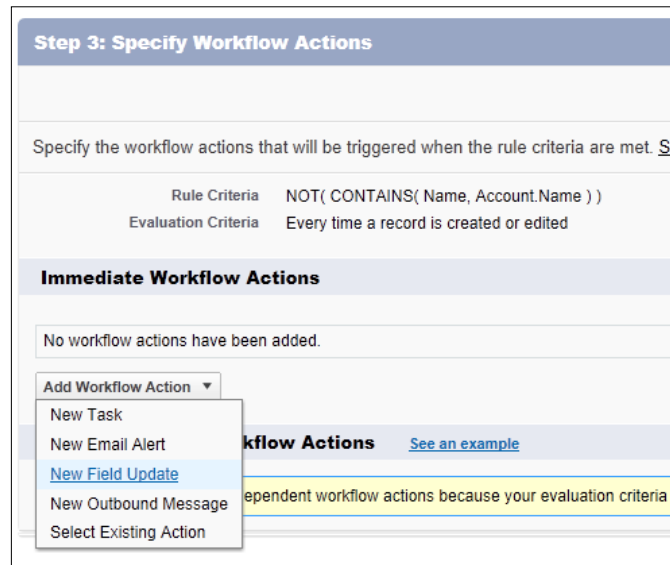 Step 3: Specify Workflow Actions
Specify the workflow actions that will be triggered when the rule criteria are met. S
Rule Criteria NOT( CONTAINS( Name, Account.Name ) )
Evaluation Criteria Every time a record is created or edited
Immediate Workflow Actions
No workflow actions have been added.
Add Workflow Action
New Task
New Email Alert
kflow Actions See an example
New Field Update
ependent workflow actions because your evaluation criteria
New Outbound Message
Select Existing Action